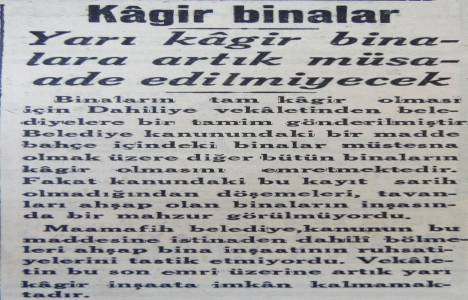 Kâgir binalar
Yarı kâgir bina-
lara artık müsa-
ade edilmiyecek
Binaların tam kâgir olması
için Dahiliye vekâletinden bele-
diyelere bir tamim gönderilmiştir
Belediye kanunundaki bir madde
bahçe içindeki binalar müstesna
olmak üzere diğer bütün binaların
kâgir olmasını emretmektedir.
Fakat kanundaki bu kayıt sarih
olmadığından döşemeleri, tavan-
ları ahşap olan binaların inşasın-
da bir mahzur görülmüyordu.
Maamafih belediye, kanunun bu
maddesine istinaden dahilî bölme-
leri ahşap bina inşaatının ruhsati-
yelerini tastik etmiyordu. Vekâle-
tin bu son emri üzerine artık yarı
kâgir inşaata imkân kalmamak-
tadır.